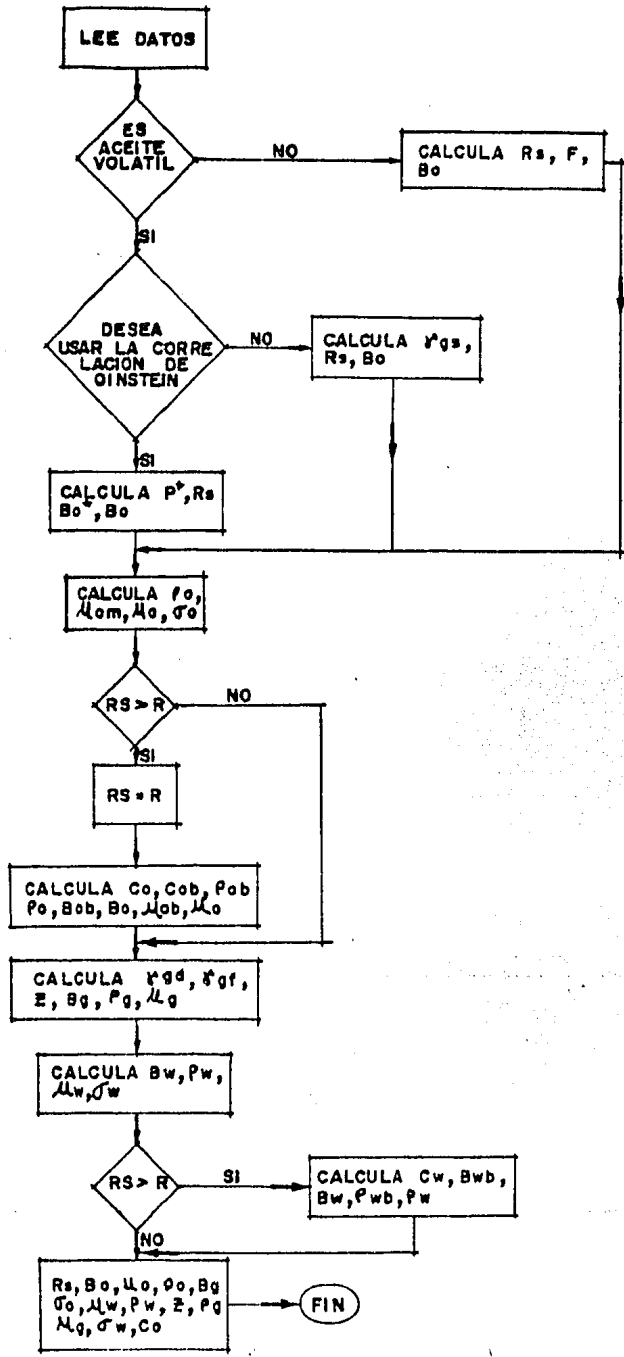 LEE DATOS
ES
ACEITE
VOLATIL
NO
CALCULA Rs, F,
Bo
SI
DESEA
USAR LA CORRE
LACION DE
OINSTEIN
NO
CALCULA γgs,
Rs, Bo
SI
CALCULA P*, Rs
Bo*, Bo
CALCULA ρo,
μom, μo, σo
RS > R
NO
SI
RS = R
CALCULA Co, Cob, ρob
ρo, Bob, Bo, μob, μo
CALCULA γgd, γgf,
Z, Bg, ρg, μg
CALCULA Bw, ρw,
μw, σw
RS > R
SI
CALCULA Cw, Bwb,
Bw, ρwb, ρw
NO
Rs, Bo, μo, ρo, Bg
σo, μw, ρw, Z, ρg
μg, σw, Co
FIN